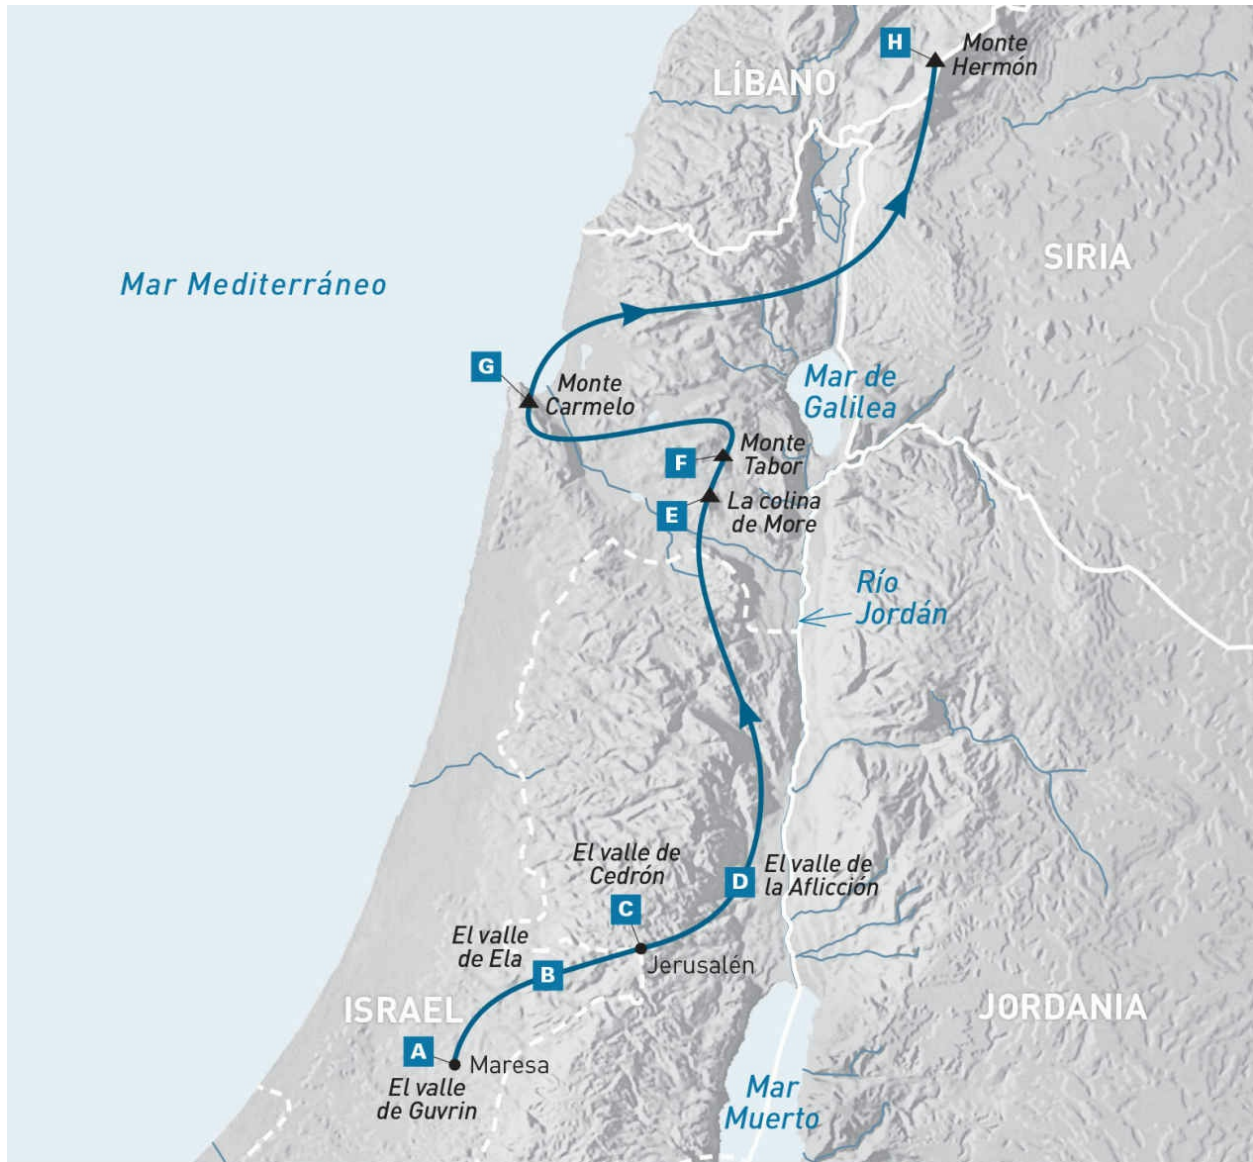 H
Monte
Hermón
LÍBANO
SIRIA
Mar Mediterráneo
G
Monte
Carmelo
Mar de
Galilea
F
Monte
Tabor
E
La colina
de More
Río
Jordán
El valle de
Cedrón
D
El valle de
la Aflicción
C
El valle
de Ela
B
Jerusalén
ISRAEL
JORDANIA
A
Maresa
El valle
de Guvrin
Mar
Muerto